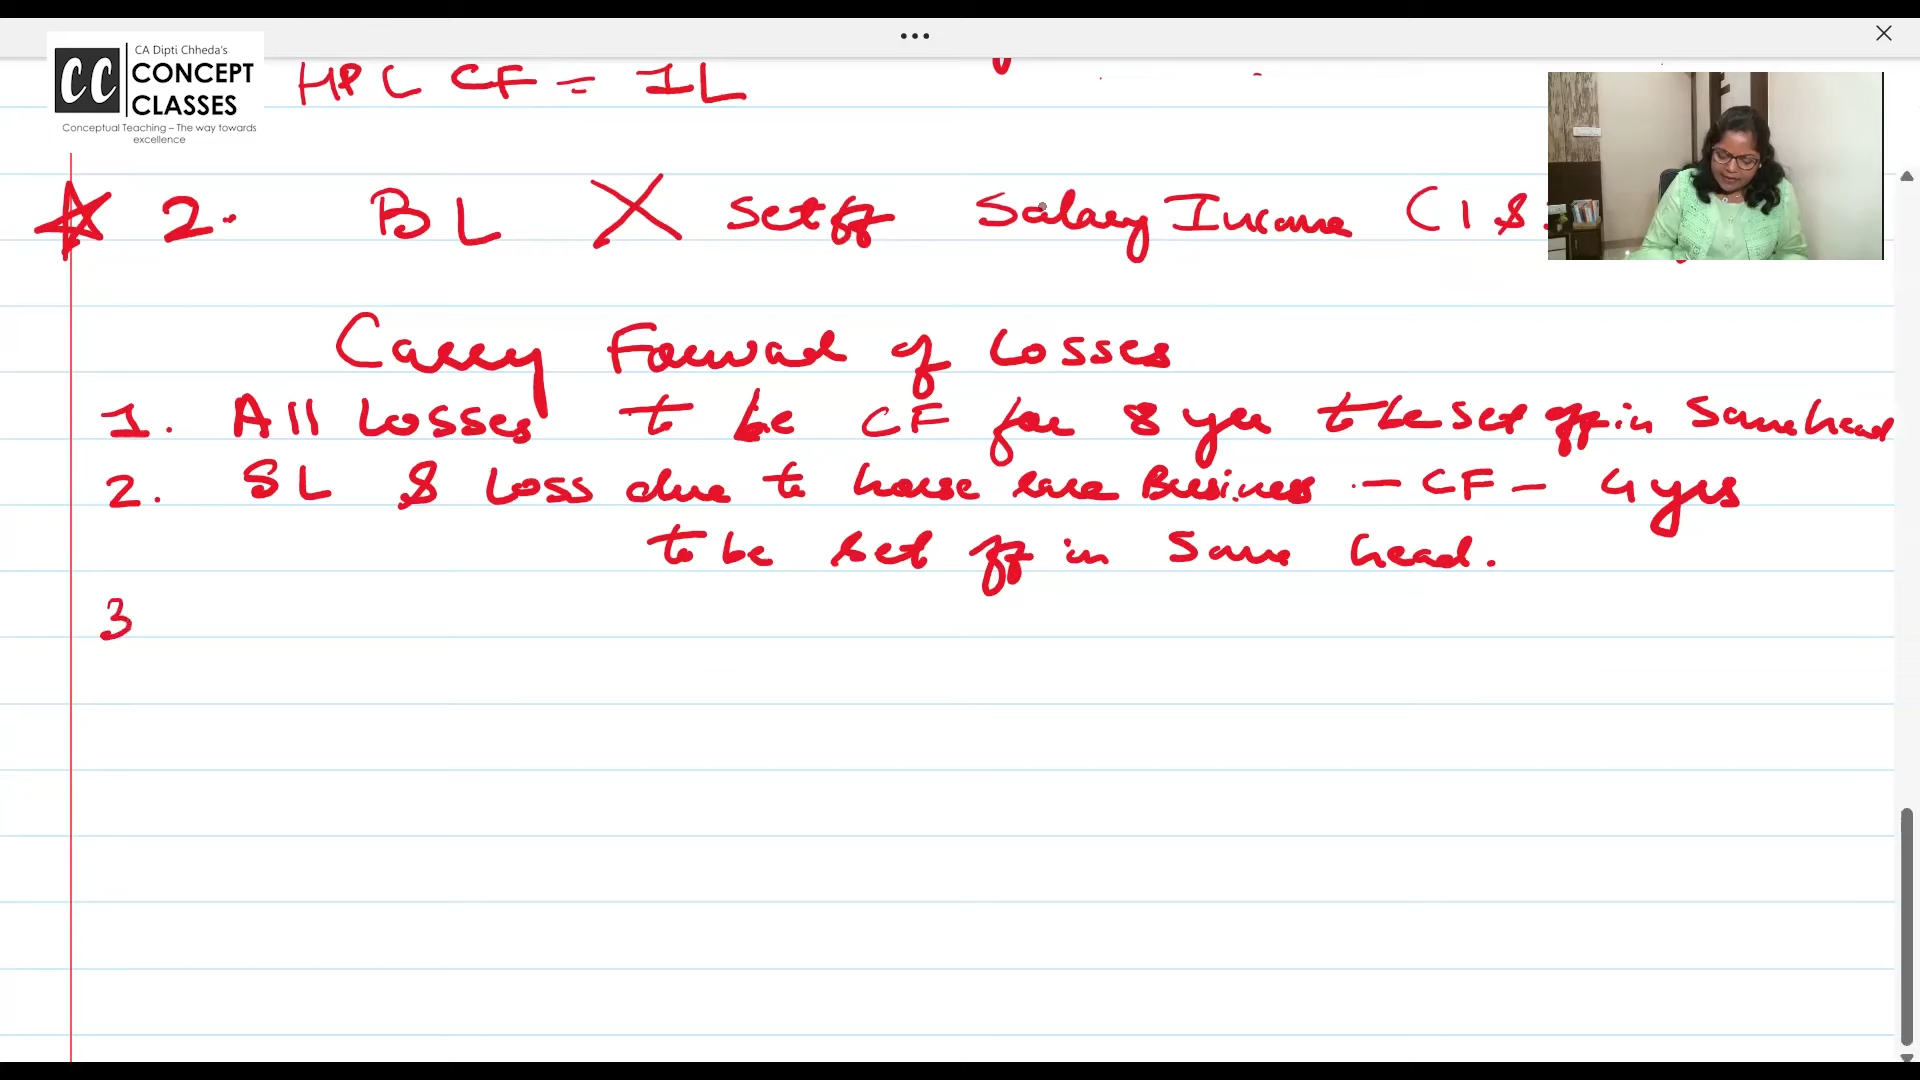 CC
CA Dipti Chheda's
CONCEPT
CLASSES
Conceptual Teaching – The way towards
excellence
HPL CF = 1L
2. BL X Setoff Salary Income (1 &
Carry Forward of Losses
1. All Losses to be CF for 8 yrs to be set off in Same head
2. SL & Loss due to horse race Business - CF - 4 yrs
to be set off in Same head.
3